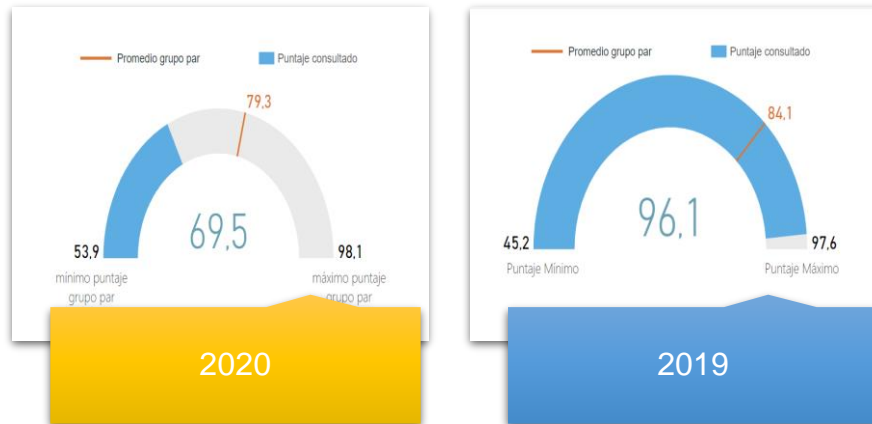 Promedio grupo par
Puntaje consultado
79,3
69,5
53,9
98,1
mínimo puntaje
grupo par
máximo puntaje
grupo par
2020
Promedio grupo par
Puntaje consultado
84,1
96,1
45,2
97,6
Puntaje Mínimo
Puntaje Máximo
2019